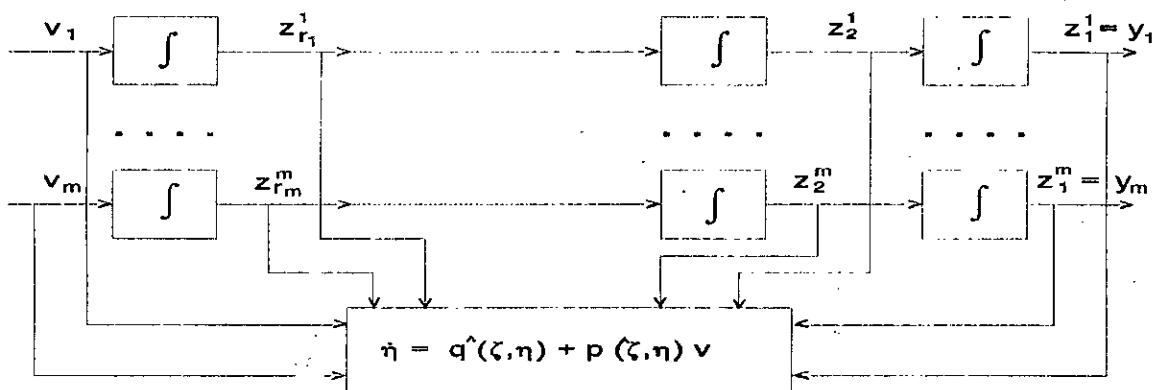 v₁ ∫ z¹ᵣ₁ ∫ z¹₂ ∫ z¹₁ = y₁
. . . . . . . . . . . .
vₘ ∫ zᵐᵣₘ ∫ zᵐ₂ ∫ zᵐ₁ = yₘ
η̇ = q^(ζ,η) + p^(ζ,η) v